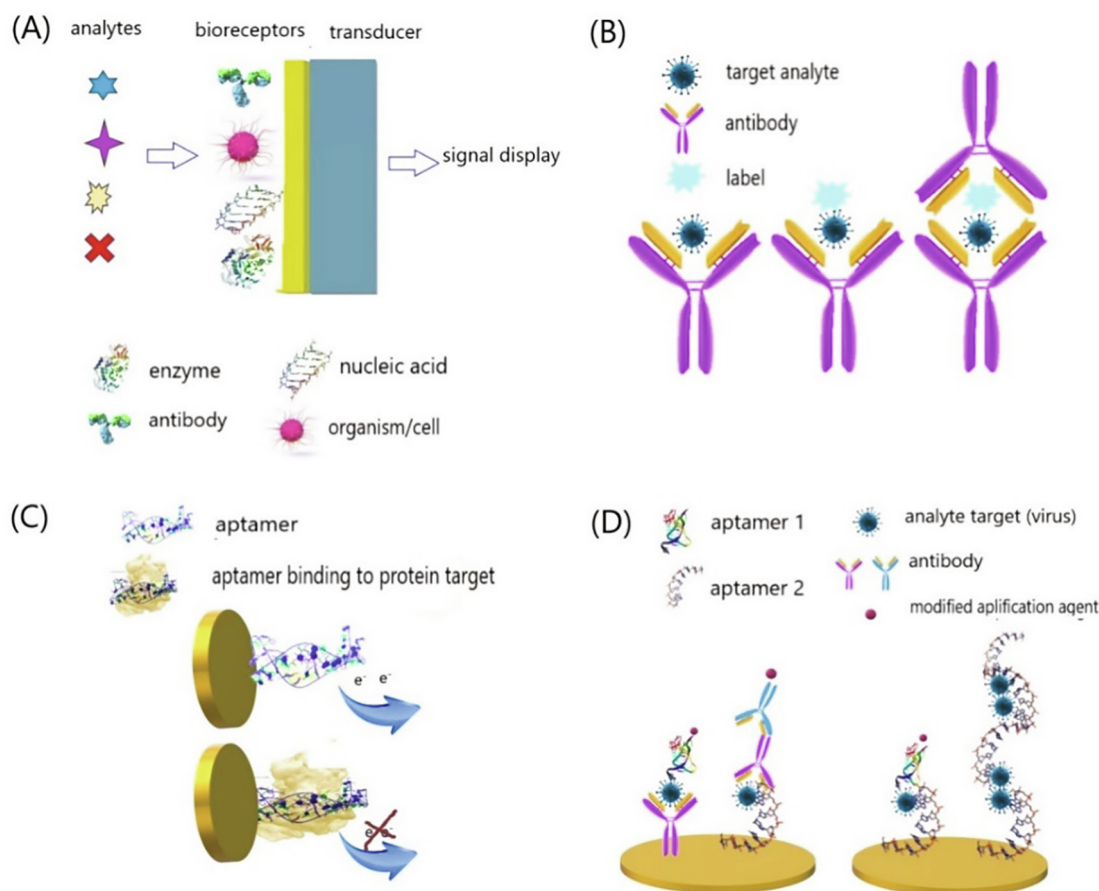 (A)
analytes
bioreceptors
transducer
signal display
enzyme
nucleic acid
antibody
organism/cell
(B)
target analyte
antibody
label
(C)
aptamer
aptamer binding to protein target
e⁻ e⁻
e⁻ e⁻
(D)
aptamer 1
analyte target (virus)
antibody
aptamer 2
modified aplification agent